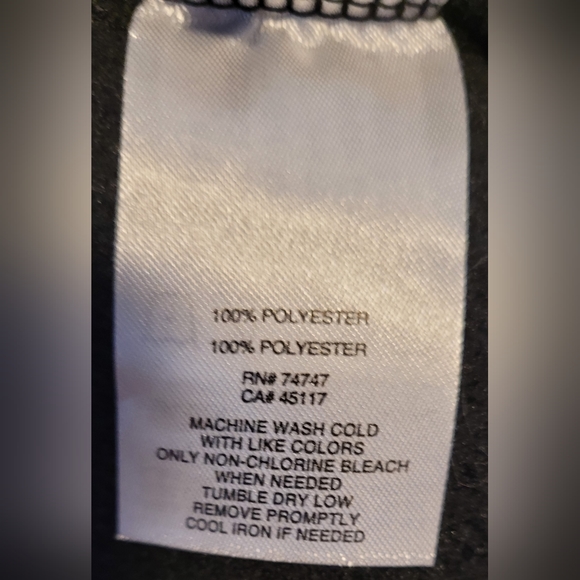 100% POLYESTER
100% POLYESTER
RN# 74747
CA# 45117
MACHINE WASH COLD
WITH LIKE COLORS
ONLY NON-CHLORINE BLEACH
WHEN NEEDED
TUMBLE DRY LOW
REMOVE PROMPTLY
COOL IRON IF NEEDED